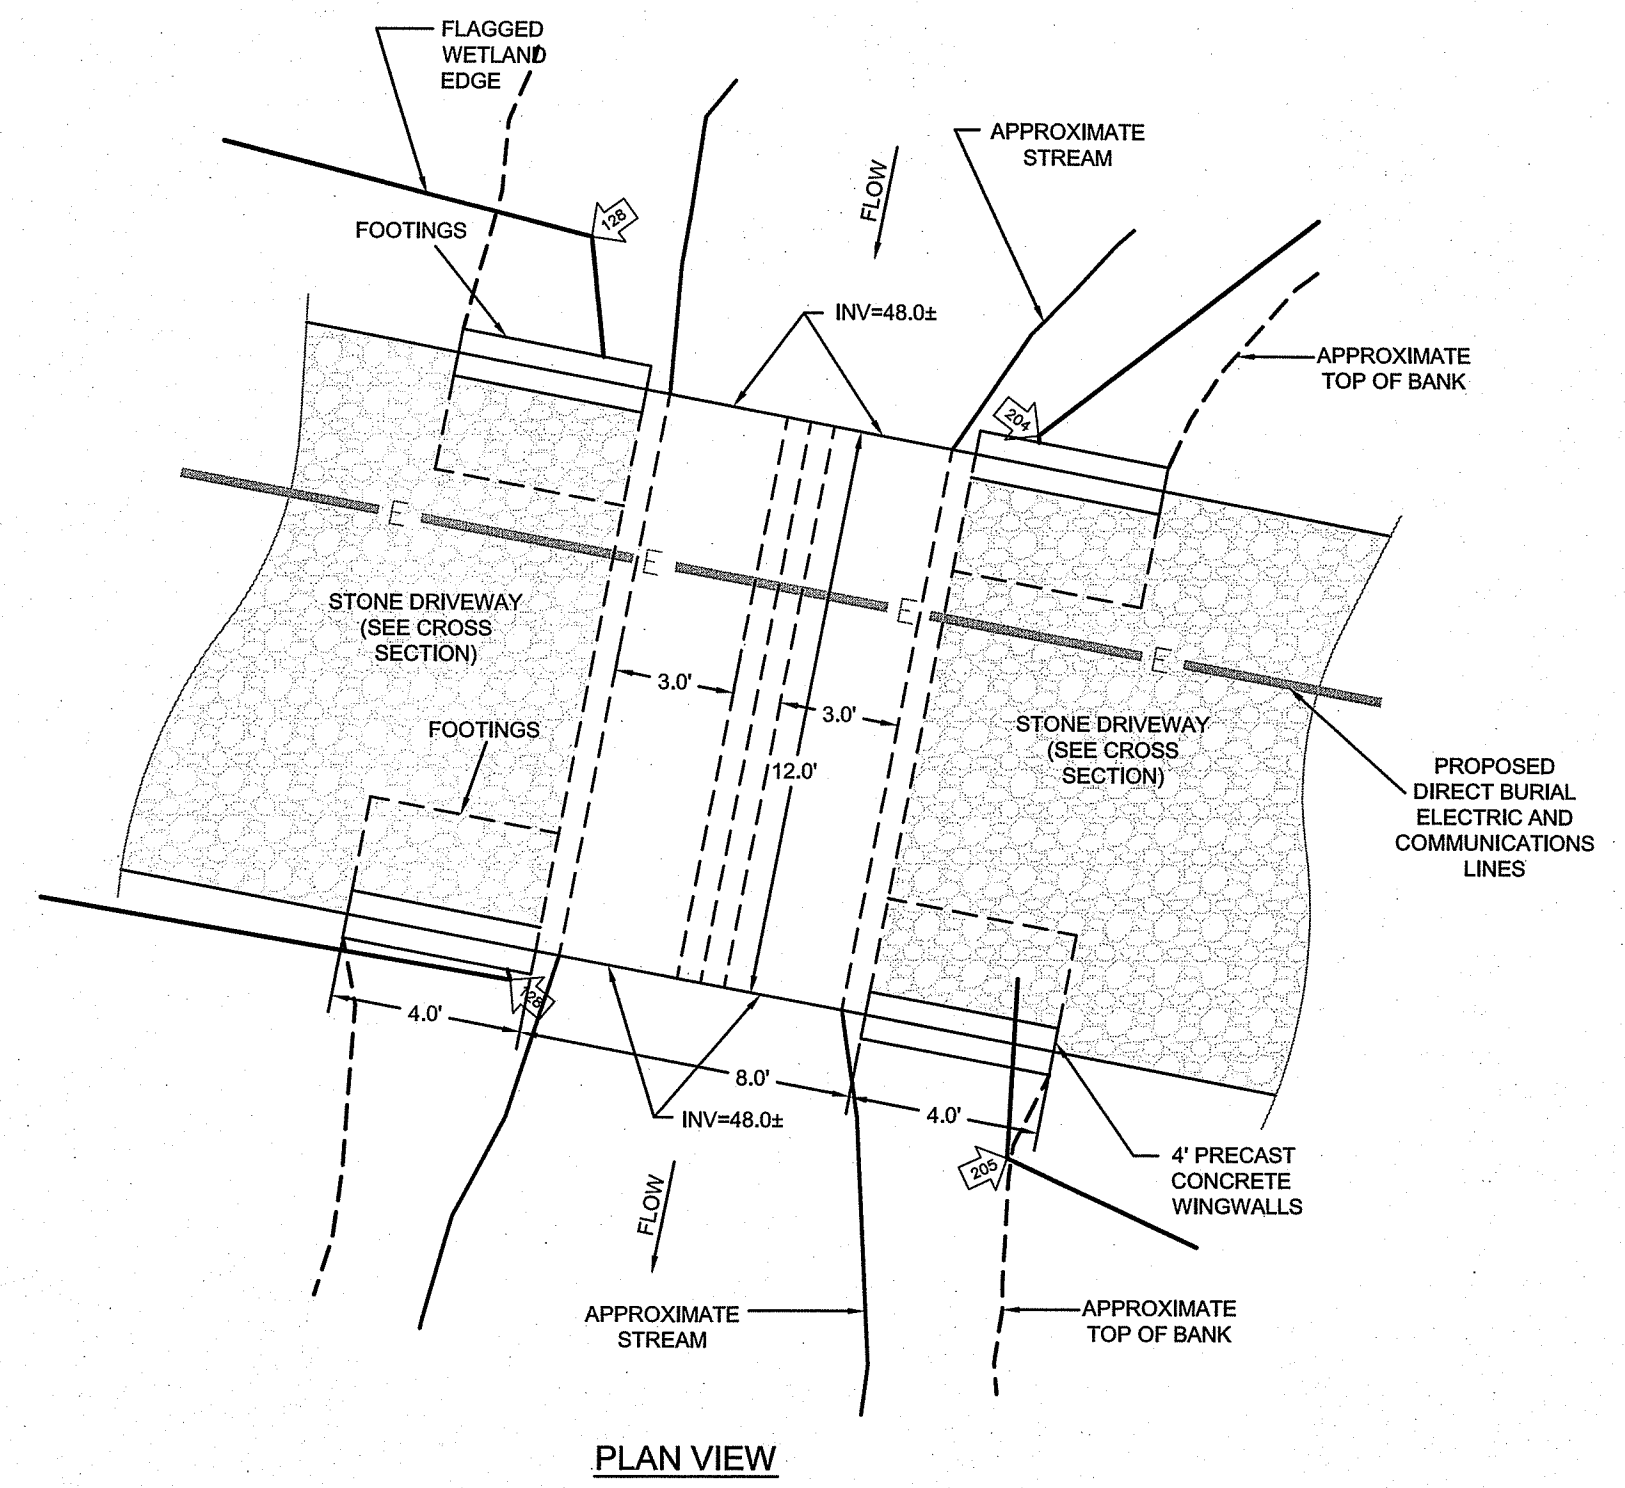 FLAGGED
WETLAND
EDGE
APPROXIMATE
STREAM
FLOW
128
FOOTINGS
INV=48.0±
APPROXIMATE
TOP OF BANK
204
E
E
E
E
STONE DRIVEWAY
(SEE CROSS
SECTION)
3.0'
3.0'
STONE DRIVEWAY
(SEE CROSS
SECTION)
FOOTINGS
12.0'
PROPOSED
DIRECT BURIAL
ELECTRIC AND
COMMUNICATIONS
LINES
128
4.0'
8.0'
4.0'
INV=48.0±
4' PRECAST
CONCRETE
WINGWALLS
205
FLOW
APPROXIMATE
STREAM
APPROXIMATE
TOP OF BANK
PLAN VIEW